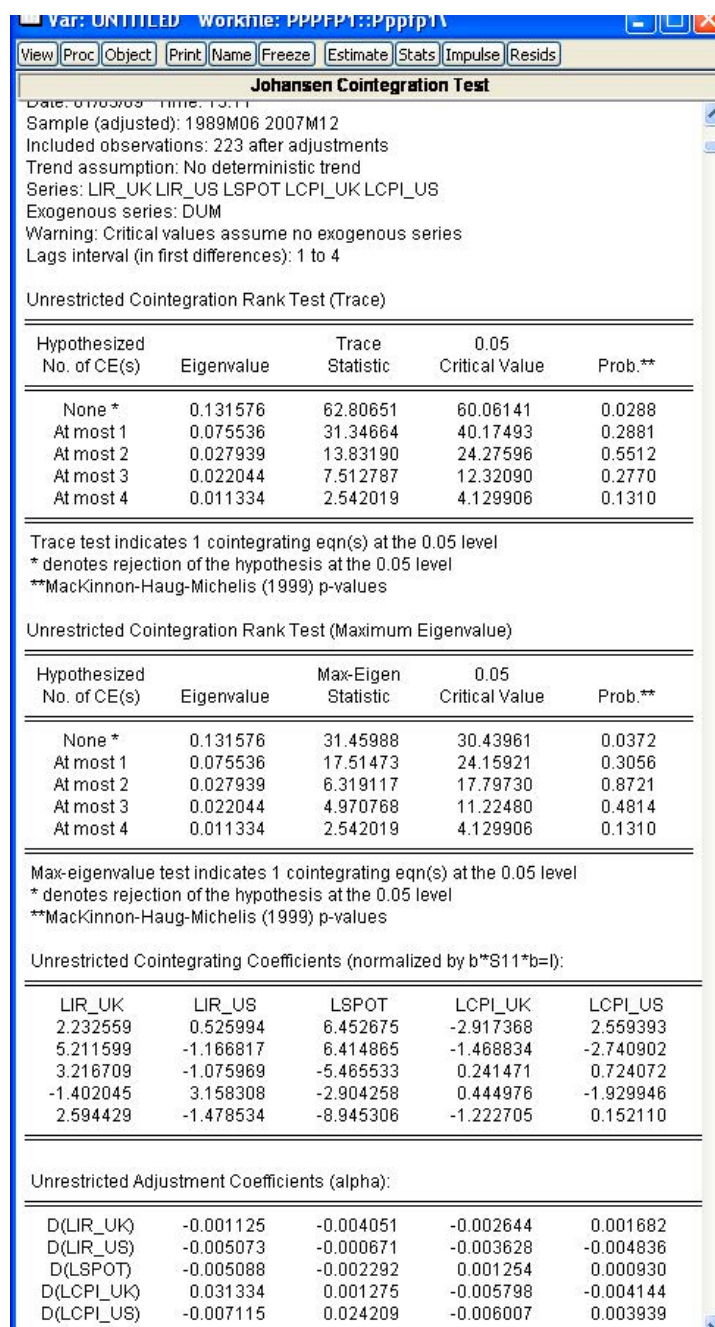 Var: UNTITLED Workfile: PPPFP1::Pppfp1\
View Proc Object Print Name Freeze Estimate Stats Impulse Resids
Johansen Cointegration Test
Date: 01/05/09 Time: 15:11
Sample (adjusted): 1989M06 2007M12
Included observations: 223 after adjustments
Trend assumption: No deterministic trend
Series: LIR_UK LIR_US LSPOT LCPI_UK LCPI_US
Exogenous series: DUM
Warning: Critical values assume no exogenous series
Lags interval (in first differences): 1 to 4
Unrestricted Cointegration Rank Test (Trace)
Hypothesized Trace 0.05
No. of CE(s) Eigenvalue Statistic Critical Value Prob.**
None * 0.131576 62.80651 60.06141 0.0288
At most 1 0.075536 31.34664 40.17493 0.2881
At most 2 0.027939 13.83190 24.27596 0.5512
At most 3 0.022044 7.512787 12.32090 0.2770
At most 4 0.011334 2.542019 4.129906 0.1310
Trace test indicates 1 cointegrating eqn(s) at the 0.05 level
* denotes rejection of the hypothesis at the 0.05 level
**MacKinnon-Haug-Michelis (1999) p-values
Unrestricted Cointegration Rank Test (Maximum Eigenvalue)
Hypothesized Max-Eigen 0.05
No. of CE(s) Eigenvalue Statistic Critical Value Prob.**
None * 0.131576 31.45988 30.43961 0.0372
At most 1 0.075536 17.51473 24.15921 0.3056
At most 2 0.027939 6.319117 17.79730 0.8721
At most 3 0.022044 4.970768 11.22480 0.4814
At most 4 0.011334 2.542019 4.129906 0.1310
Max-eigenvalue test indicates 1 cointegrating eqn(s) at the 0.05 level
* denotes rejection of the hypothesis at the 0.05 level
**MacKinnon-Haug-Michelis (1999) p-values
Unrestricted Cointegrating Coefficients (normalized by b'*S11*b=I):
LIR_UK LIR_US LSPOT LCPI_UK LCPI_US
2.232559 0.525994 6.452675 -2.917368 2.559393
5.211599 -1.166817 6.414865 -1.468834 -2.740902
3.216709 -1.075969 -5.465533 0.241471 0.724072
-1.402045 3.158308 -2.904258 0.444976 -1.929946
2.594429 -1.478534 -8.945306 -1.222705 0.152110
Unrestricted Adjustment Coefficients (alpha):
D(LIR_UK) -0.001125 -0.004051 -0.002644 0.001682
D(LIR_US) -0.005073 -0.000671 -0.003628 -0.004836
D(LSPOT) -0.005088 -0.002292 0.001254 0.000930
D(LCPI_UK) 0.031334 0.001275 -0.005798 -0.004144
D(LCPI_US) -0.007115 0.024209 -0.006007 0.003939